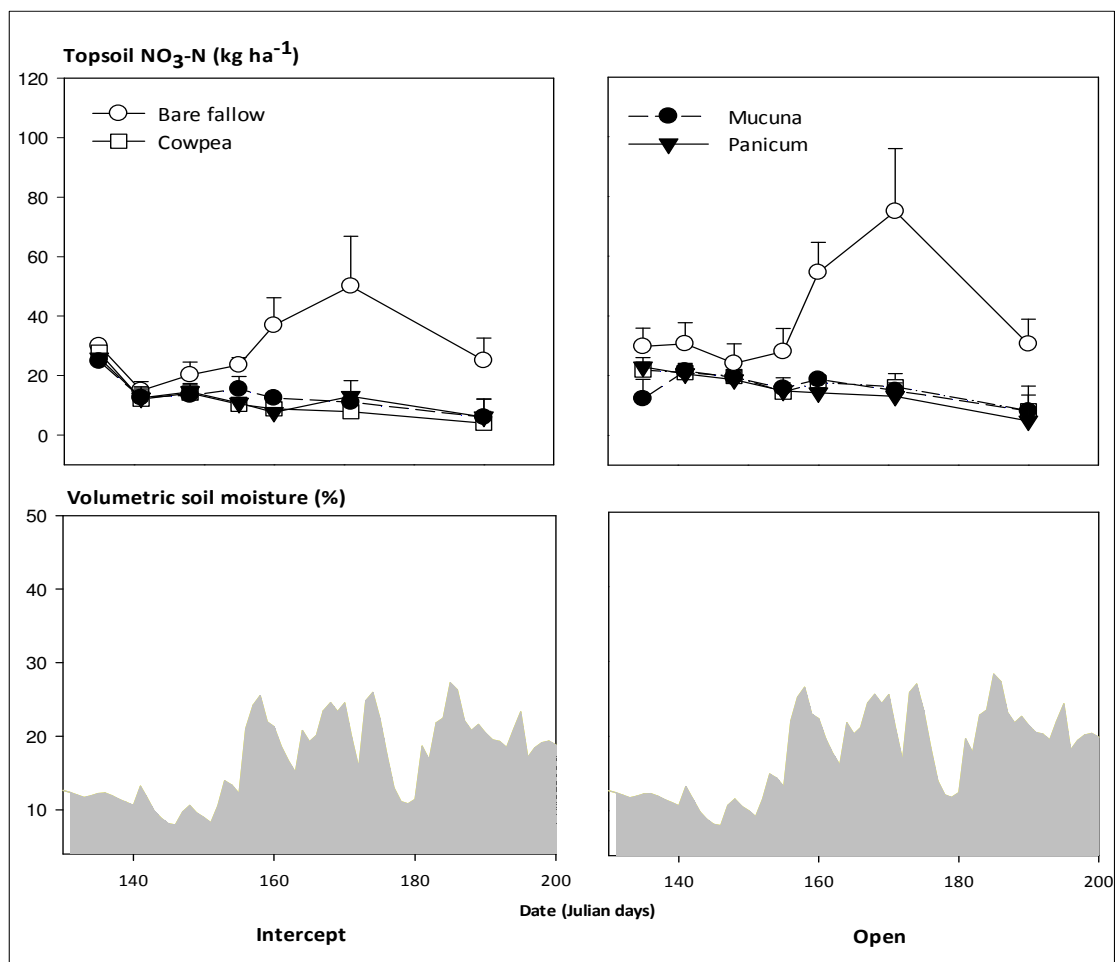 Topsoil NO3-N (kg ha-1)
120
100
80
60
40
20
0
Bare fallow
Cowpea
Mucuna
Panicum
Volumetric soil moisture (%)
50
40
30
20
10
140 160 180 200
140 160 180 200
Date (Julian days)
Intercept
Open